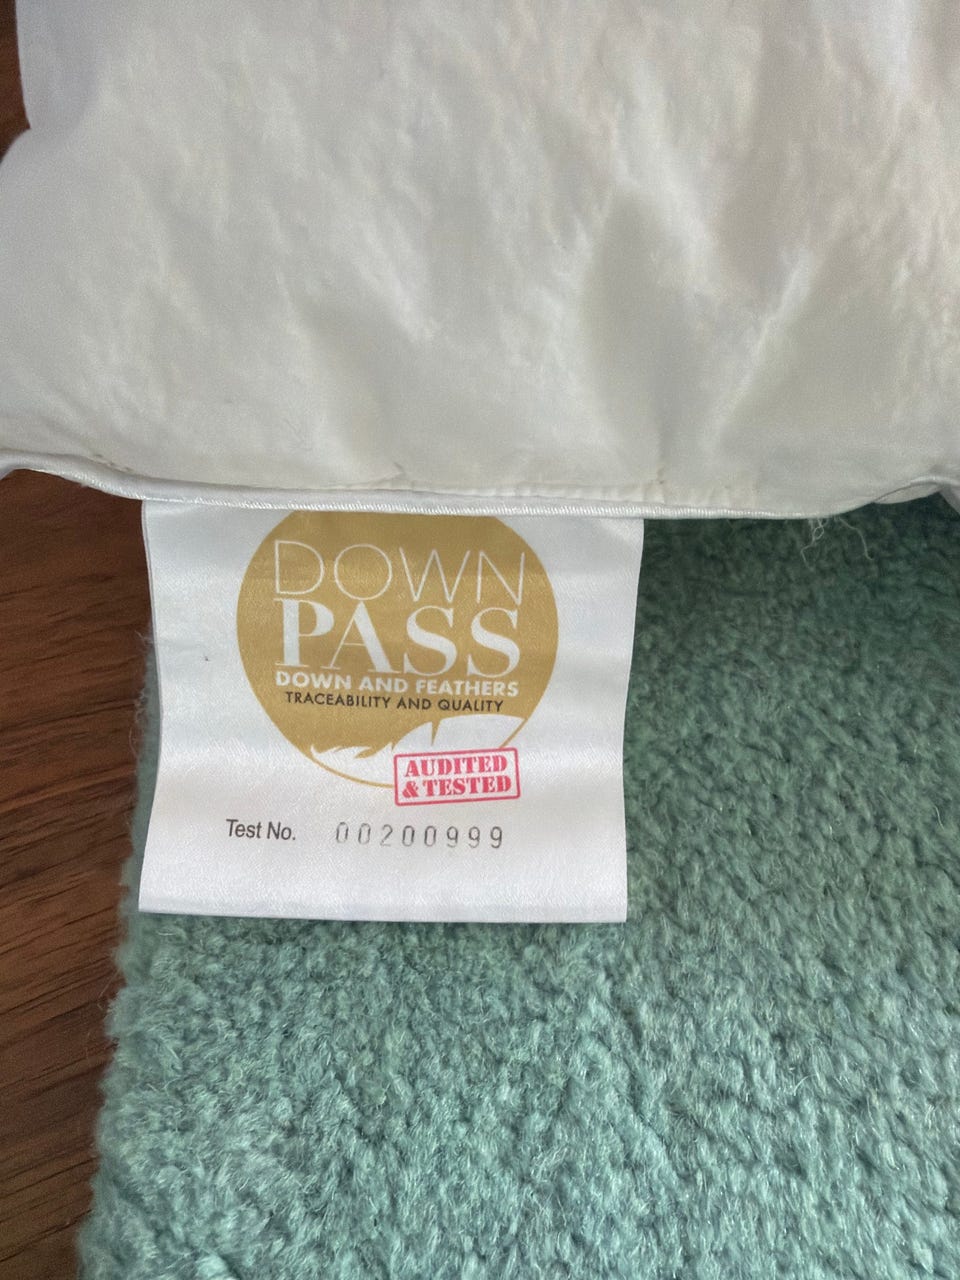 DOWN
PASS
DOWN AND FEATHERS
TRACEABILITY AND QUALITY
AUDITED
& TESTED
Test No. 00200999